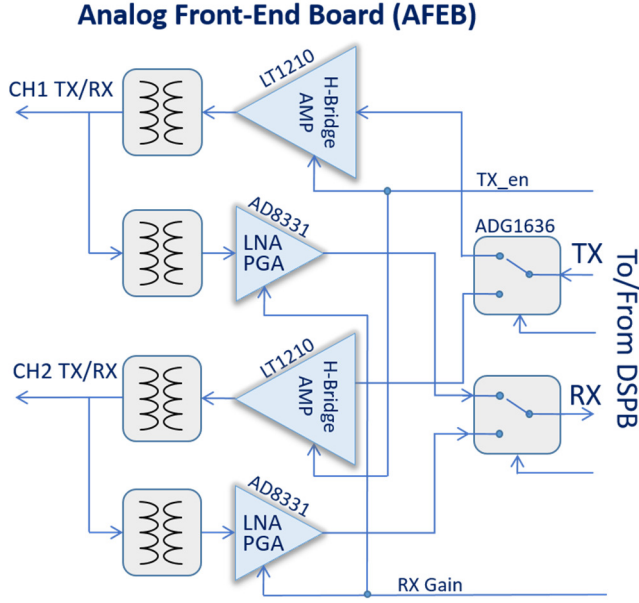 Analog Front-End Board (AFEB)
LT1210
CH1 TX/RX
H-Bridge
AMP
TX_en
AD8331
LNA
PGA
ADG1636
TX
To/From DSPB
LT1210
CH2 TX/RX
H-Bridge
AMP
RX
AD8331
LNA
PGA
RX Gain